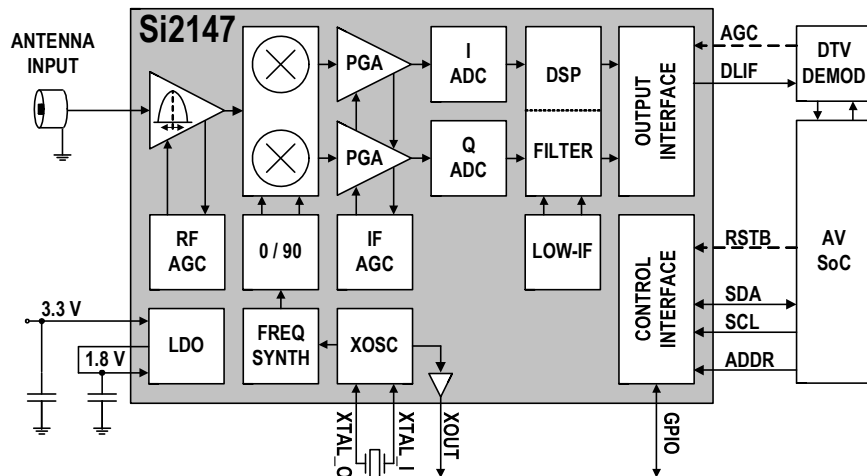 Si2147
ANTENNA
INPUT
PGA
PGA
I
ADC
Q
ADC
DSP
FILTER
OUTPUT
INTERFACE
AGC
DLIF
DTV
DEMOD
RF
AGC
0 / 90
IF
AGC
LOW-IF
CONTROL
INTERFACE
RSTB
SDA
SCL
ADDR
AV
SoC
3.3 V
1.8 V
LDO
FREQ
SYNTH
XOSC
XTAL_O
XTAL_I
XOUT
GPIO